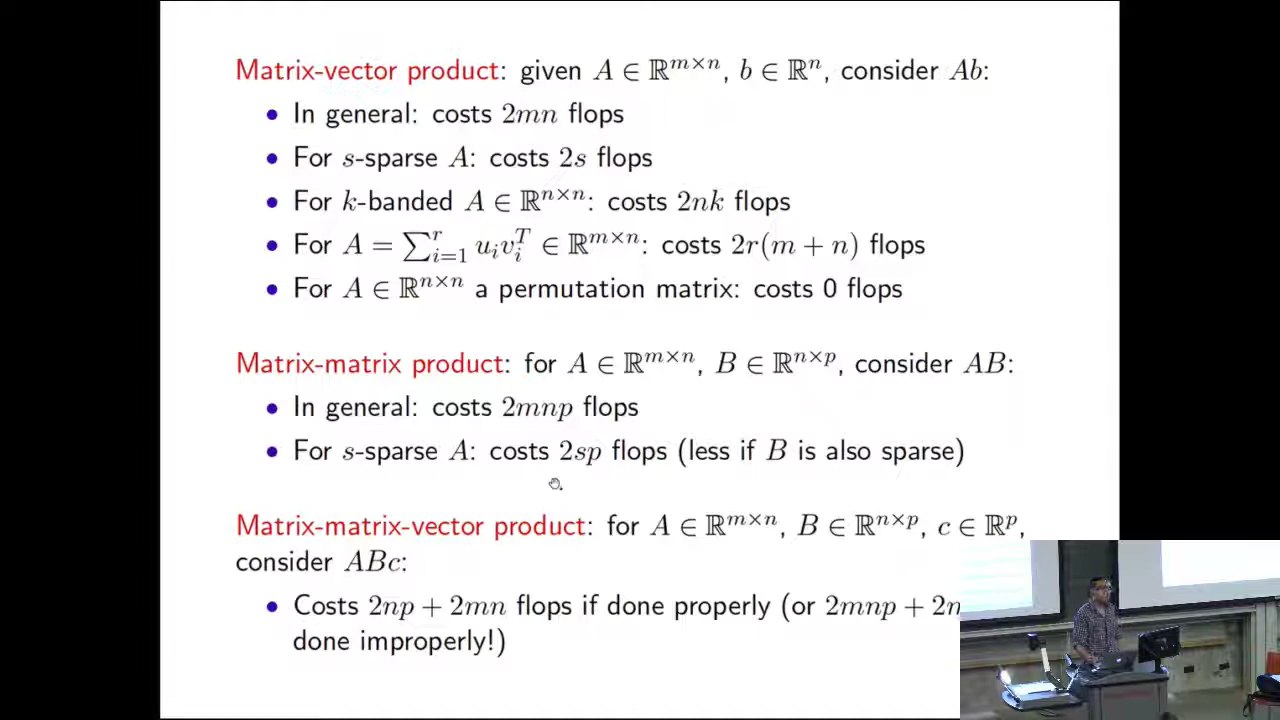 Matrix-vector product: given A ∈ ℝ^{m×n}, b ∈ ℝ^n, consider Ab:
• In general: costs 2mn flops
• For s-sparse A: costs 2s flops
• For k-banded A ∈ ℝ^{n×n}: costs 2nk flops
• For A = ∑_{i=1}^r u_i v_i^T ∈ ℝ^{m×n}: costs 2r(m + n) flops
• For A ∈ ℝ^{n×n} a permutation matrix: costs 0 flops
Matrix-matrix product: for A ∈ ℝ^{m×n}, B ∈ ℝ^{n×p}, consider AB:
• In general: costs 2mnp flops
• For s-sparse A: costs 2sp flops (less if B is also sparse)
Matrix-matrix-vector product: for A ∈ ℝ^{m×n}, B ∈ ℝ^{n×p}, c ∈ ℝ^p,
consider ABc:
• Costs 2np + 2mn flops if done properly (or 2mnp +
done improperly!)